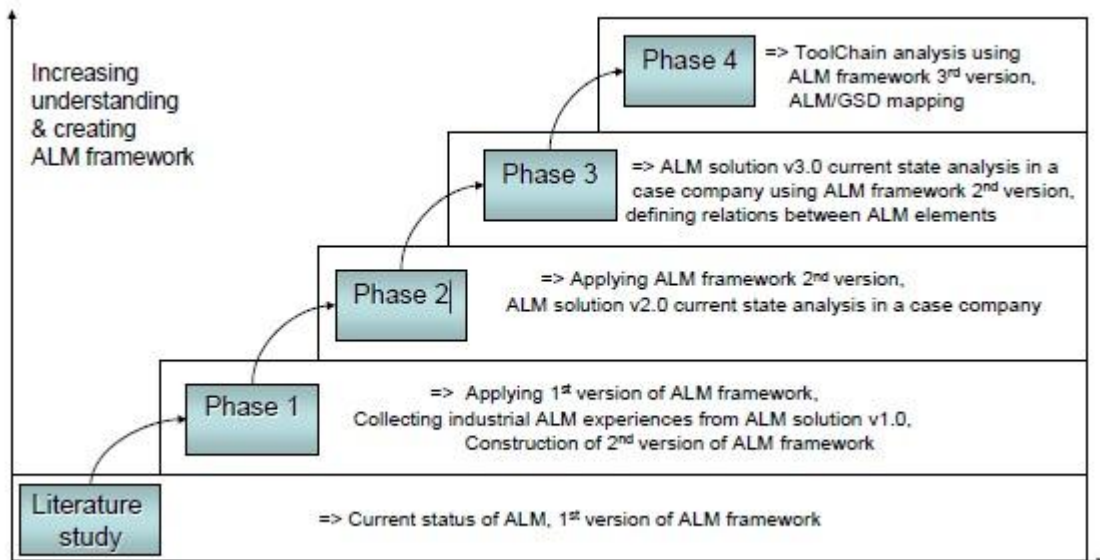 Increasing
understanding
& creating
ALM framework
Phase 4
=> ToolChain analysis using
ALM framework 3rd version,
ALM/GSD mapping
Phase 3
=> ALM solution v3.0 current state analysis in a
case company using ALM framework 2nd version,
defining relations between ALM elements
Phase 2
=> Applying ALM framework 2nd version,
ALM solution v2.0 current state analysis in a case company
Phase 1
=> Applying 1st version of ALM framework,
Collecting industrial ALM experiences from ALM solution v1.0,
Construction of 2nd version of ALM framework
Literature
study
=> Current status of ALM, 1st version of ALM framework